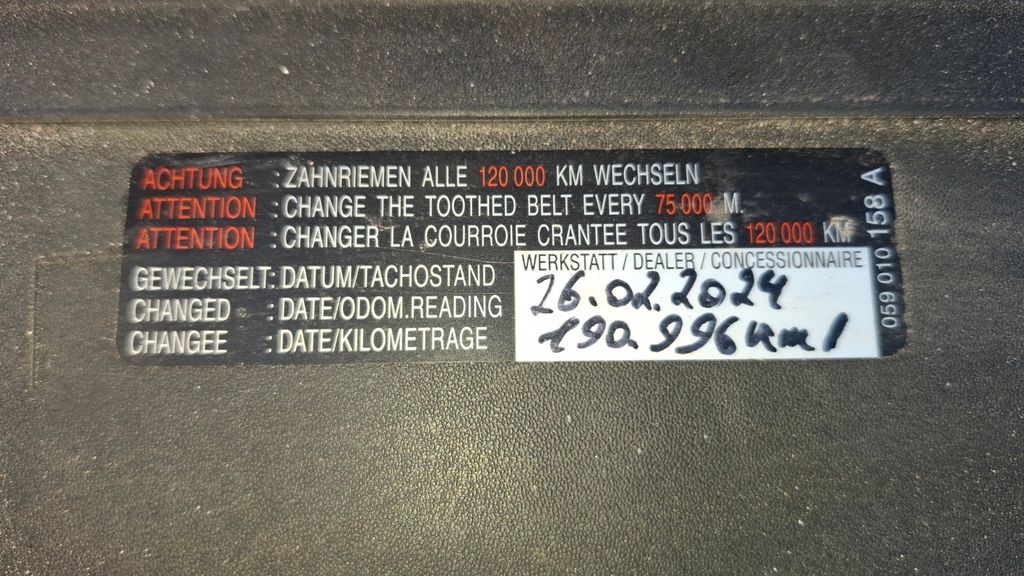 ACHTUNG : ZAHNRIEMEN ALLE 120 000 KM WECHSELN
ATTENTION : CHANGE THE TOOTHED BELT EVERY 75 000 M.
ATTENTION : CHANGER LA COURROIE CRANTEE TOUS LES 120 000 KM
WERKSTATT / DEALER / CONCESSIONNAIRE
GEWECHSELT: DATUM/TACHOSTAND
CHANGED : DATE/ODOM.READING
CHANGEE : DATE/KILOMETRAGE
26.02.2024
190.996 km/
059 010 158 A